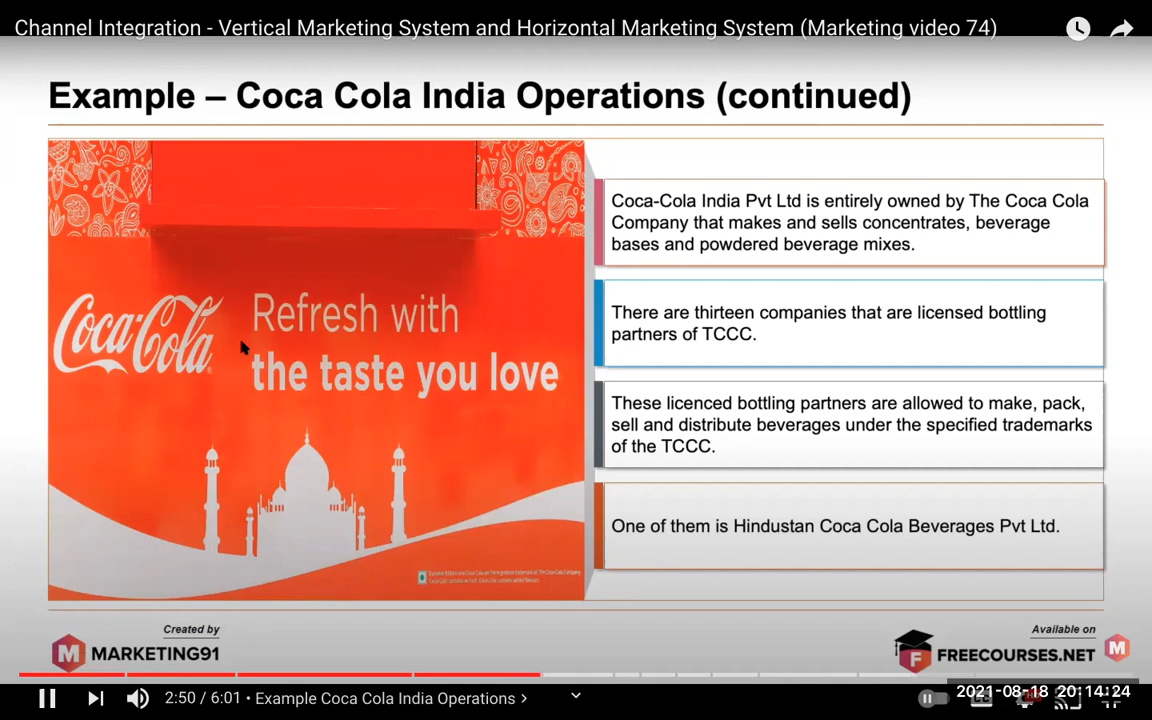 Channel Integration - Vertical Marketing System and Horizontal Marketing System (Marketing video 74)
Example – Coca Cola India Operations (continued)
Coca-Cola
Refresh with
the taste you love
Coca-Cola India Pvt Ltd is entirely owned by The Coca Cola
Company that makes and sells concentrates, beverage
bases and powdered beverage mixes.
There are thirteen companies that are licensed bottling
partners of TCCC.
These licenced bottling partners are allowed to make, pack,
sell and distribute beverages under the specified trademarks
of the TCCC.
One of them is Hindustan Coca Cola Beverages Pvt Ltd.
Created by
M MARKETING91
Available on
F FREECOURSES.NET M
2:50 / 6:01 • Example Coca Cola India Operations >
2021-08-18 20:14:24